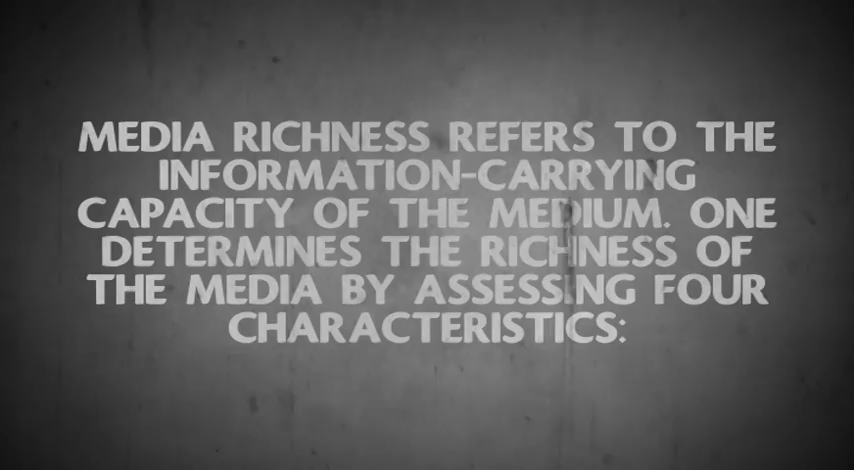 MEDIA RICHNESS REFERS TO THE
INFORMATION-CARRYING
CAPACITY OF THE MEDIUM. ONE
DETERMINES THE RICHNESS OF
THE MEDIA BY ASSESSING FOUR
CHARACTERISTICS: